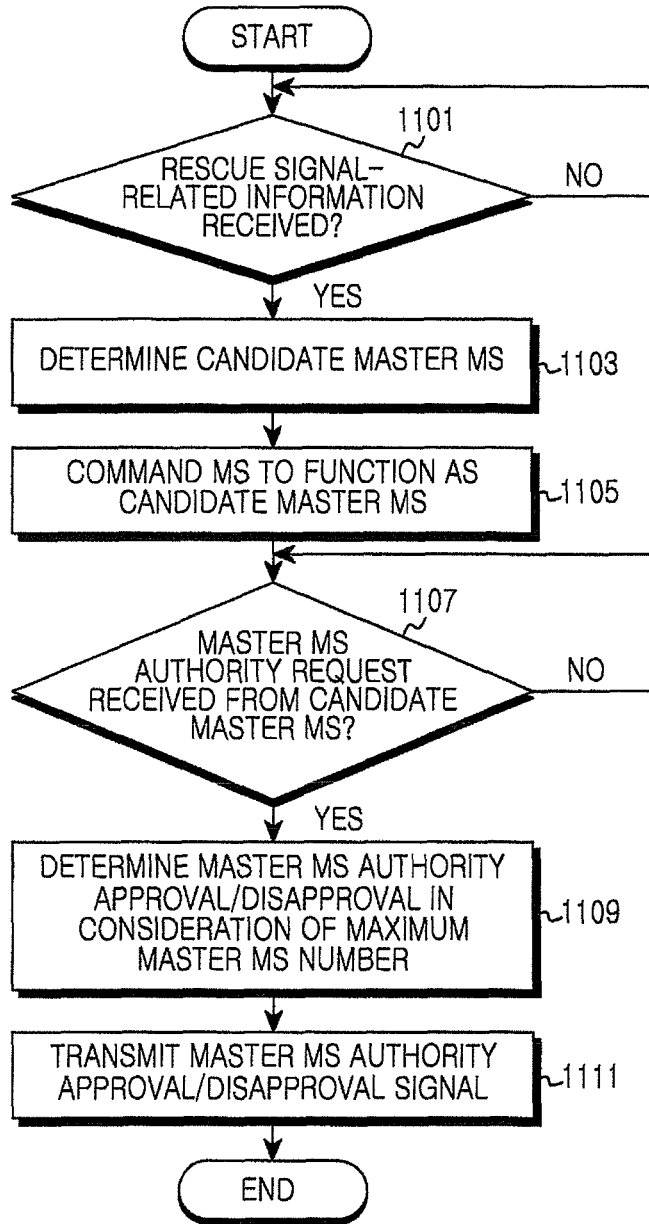 START
1101
RESCUE SIGNAL-
RELATED INFORMATION
RECEIVED?
NO
YES
DETERMINE CANDIDATE MASTER MS
1103
COMMAND MS TO FUNCTION AS
CANDIDATE MASTER MS
1105
1107
MASTER MS
AUTHORITY REQUEST
RECEIVED FROM CANDIDATE
MASTER MS?
NO
YES
DETERMINE MASTER MS AUTHORITY
APPROVAL/DISAPPROVAL IN
CONSIDERATION OF MAXIMUM
MASTER MS NUMBER
1109
TRANSMIT MASTER MS AUTHORITY
APPROVAL/DISAPPROVAL SIGNAL
1111
END